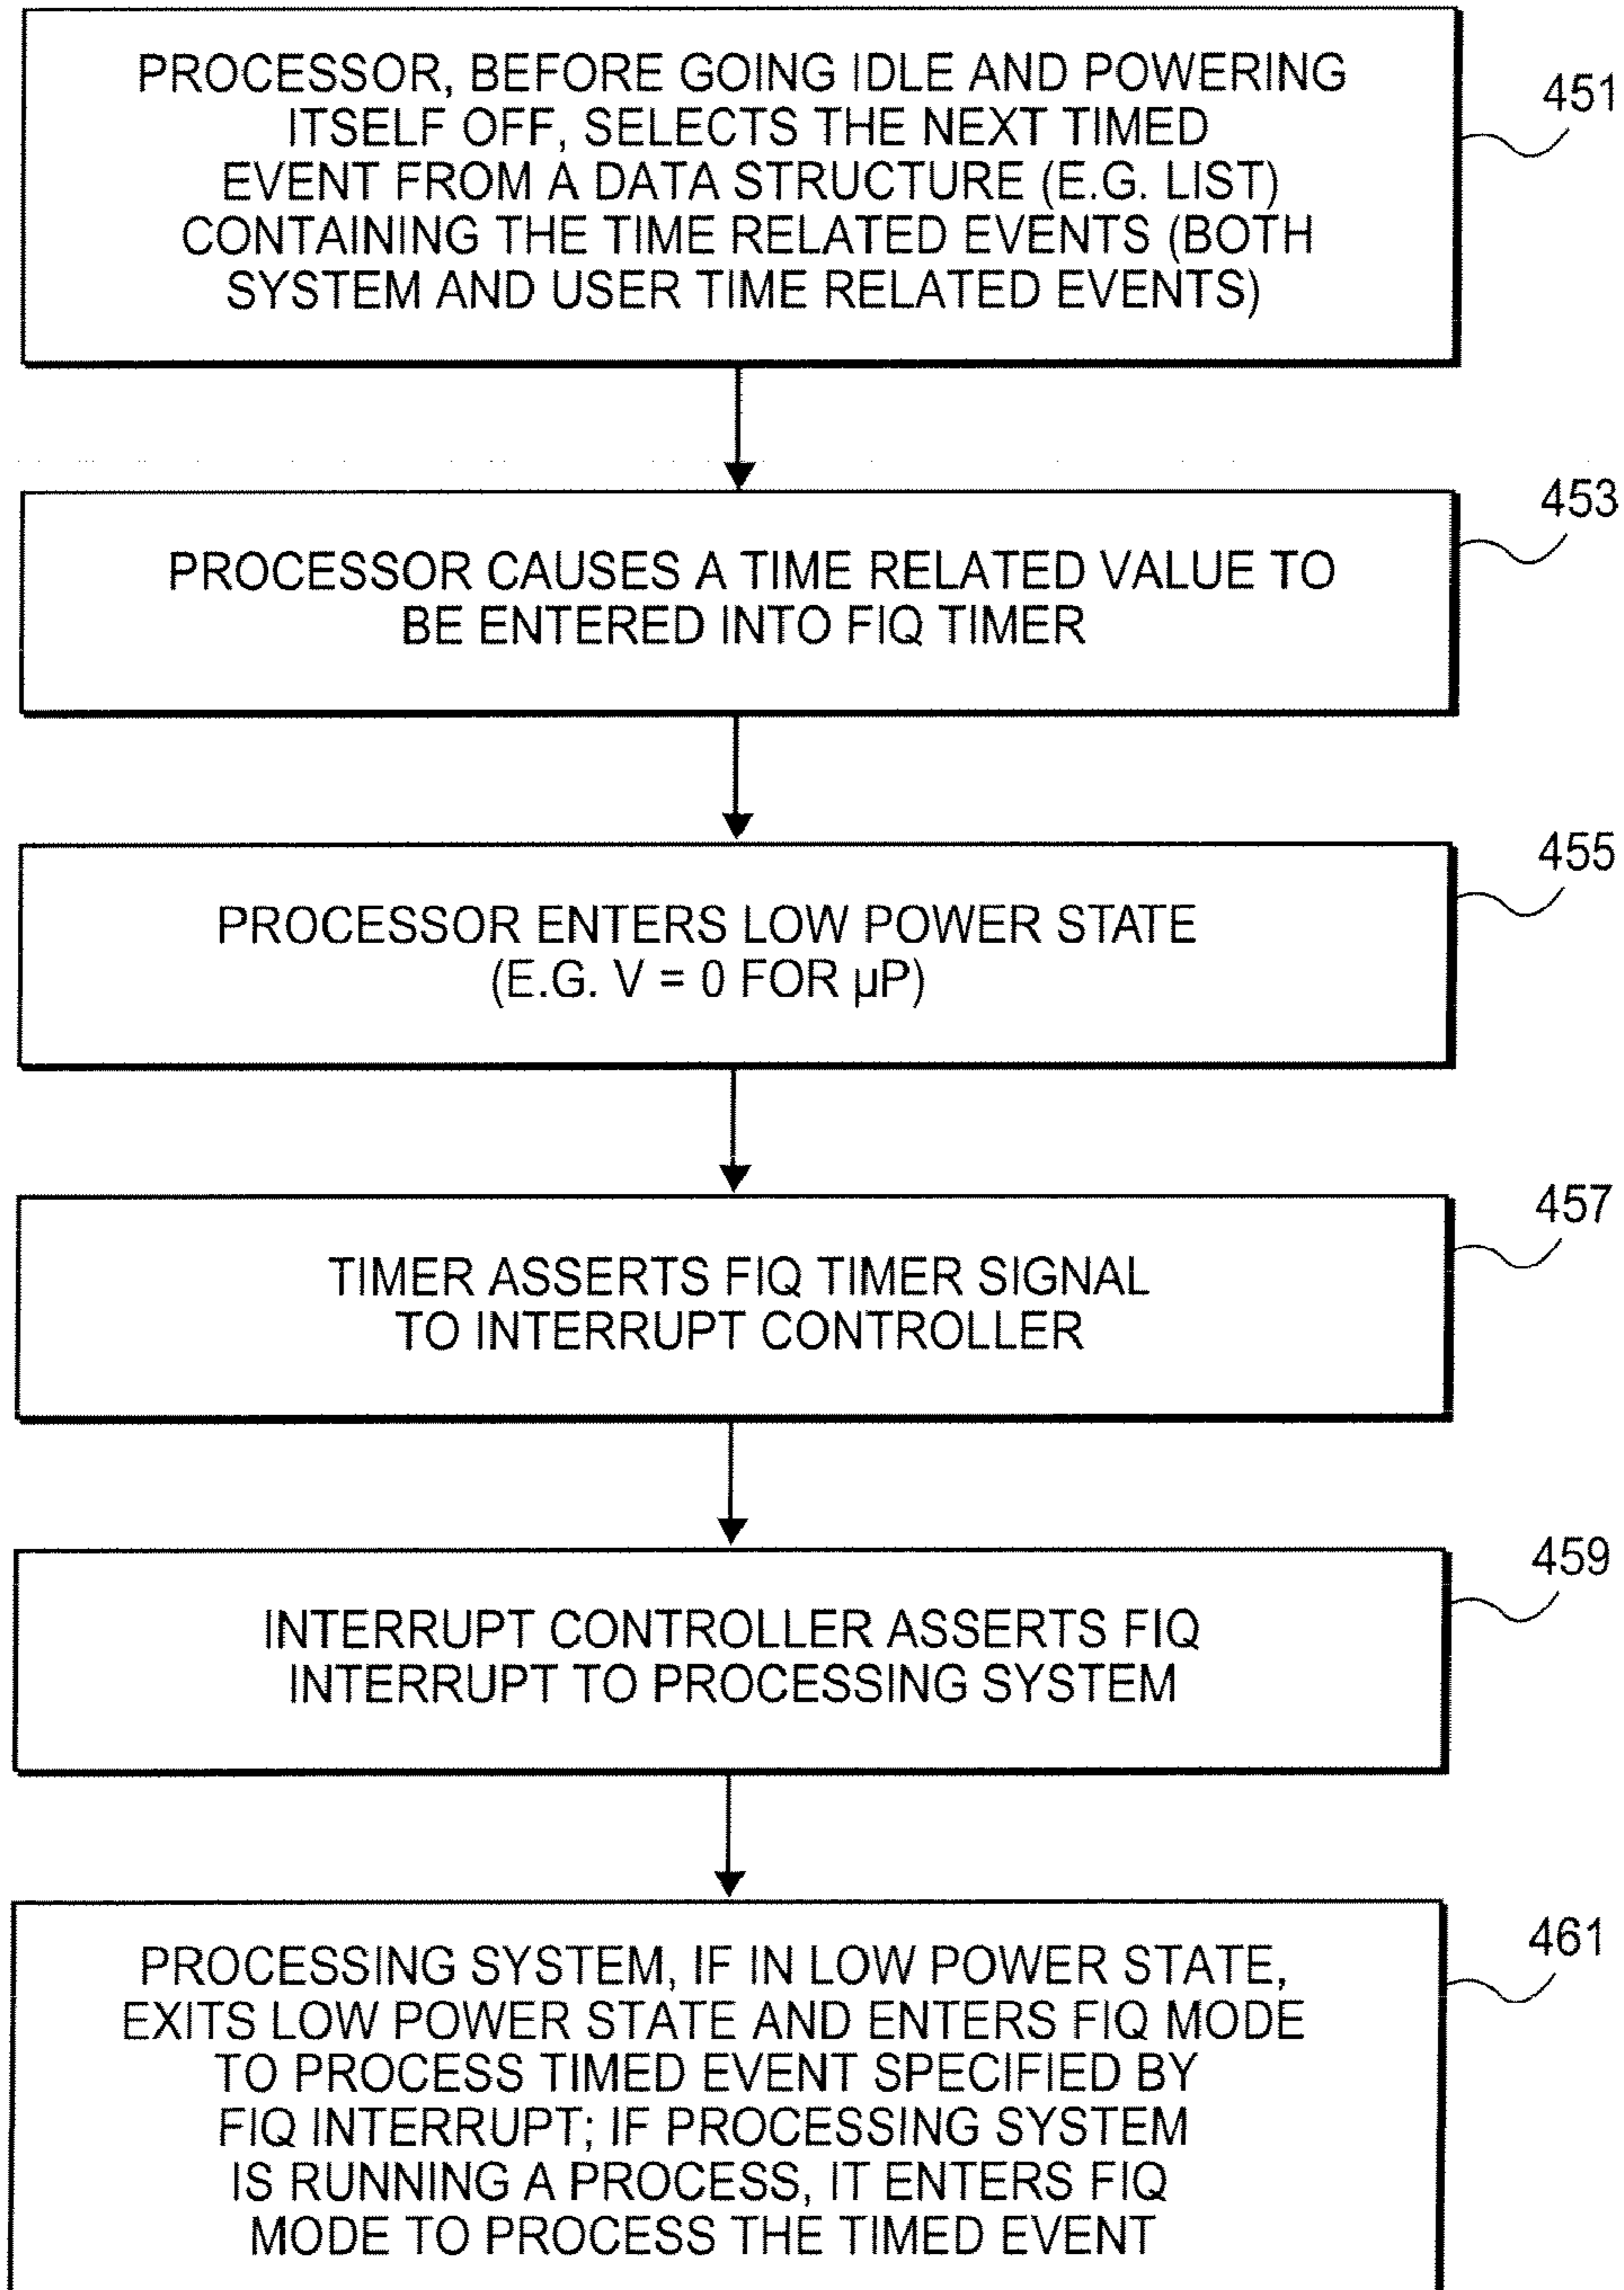 PROCESSOR, BEFORE GOING IDLE AND POWERING
ITSELF OFF, SELECTS THE NEXT TIMED
EVENT FROM A DATA STRUCTURE (E.G. LIST)
CONTAINING THE TIME RELATED EVENTS (BOTH
SYSTEM AND USER TIME RELATED EVENTS)
451
PROCESSOR CAUSES A TIME RELATED VALUE TO
BE ENTERED INTO FIQ TIMER
453
PROCESSOR ENTERS LOW POWER STATE
(E.G. V = 0 FOR µP)
455
TIMER ASSERTS FIQ TIMER SIGNAL
TO INTERRUPT CONTROLLER
457
INTERRUPT CONTROLLER ASSERTS FIQ
INTERRUPT TO PROCESSING SYSTEM
459
PROCESSING SYSTEM, IF IN LOW POWER STATE,
EXITS LOW POWER STATE AND ENTERS FIQ MODE
TO PROCESS TIMED EVENT SPECIFIED BY
FIQ INTERRUPT; IF PROCESSING SYSTEM
IS RUNNING A PROCESS, IT ENTERS FIQ
MODE TO PROCESS THE TIMED EVENT
461